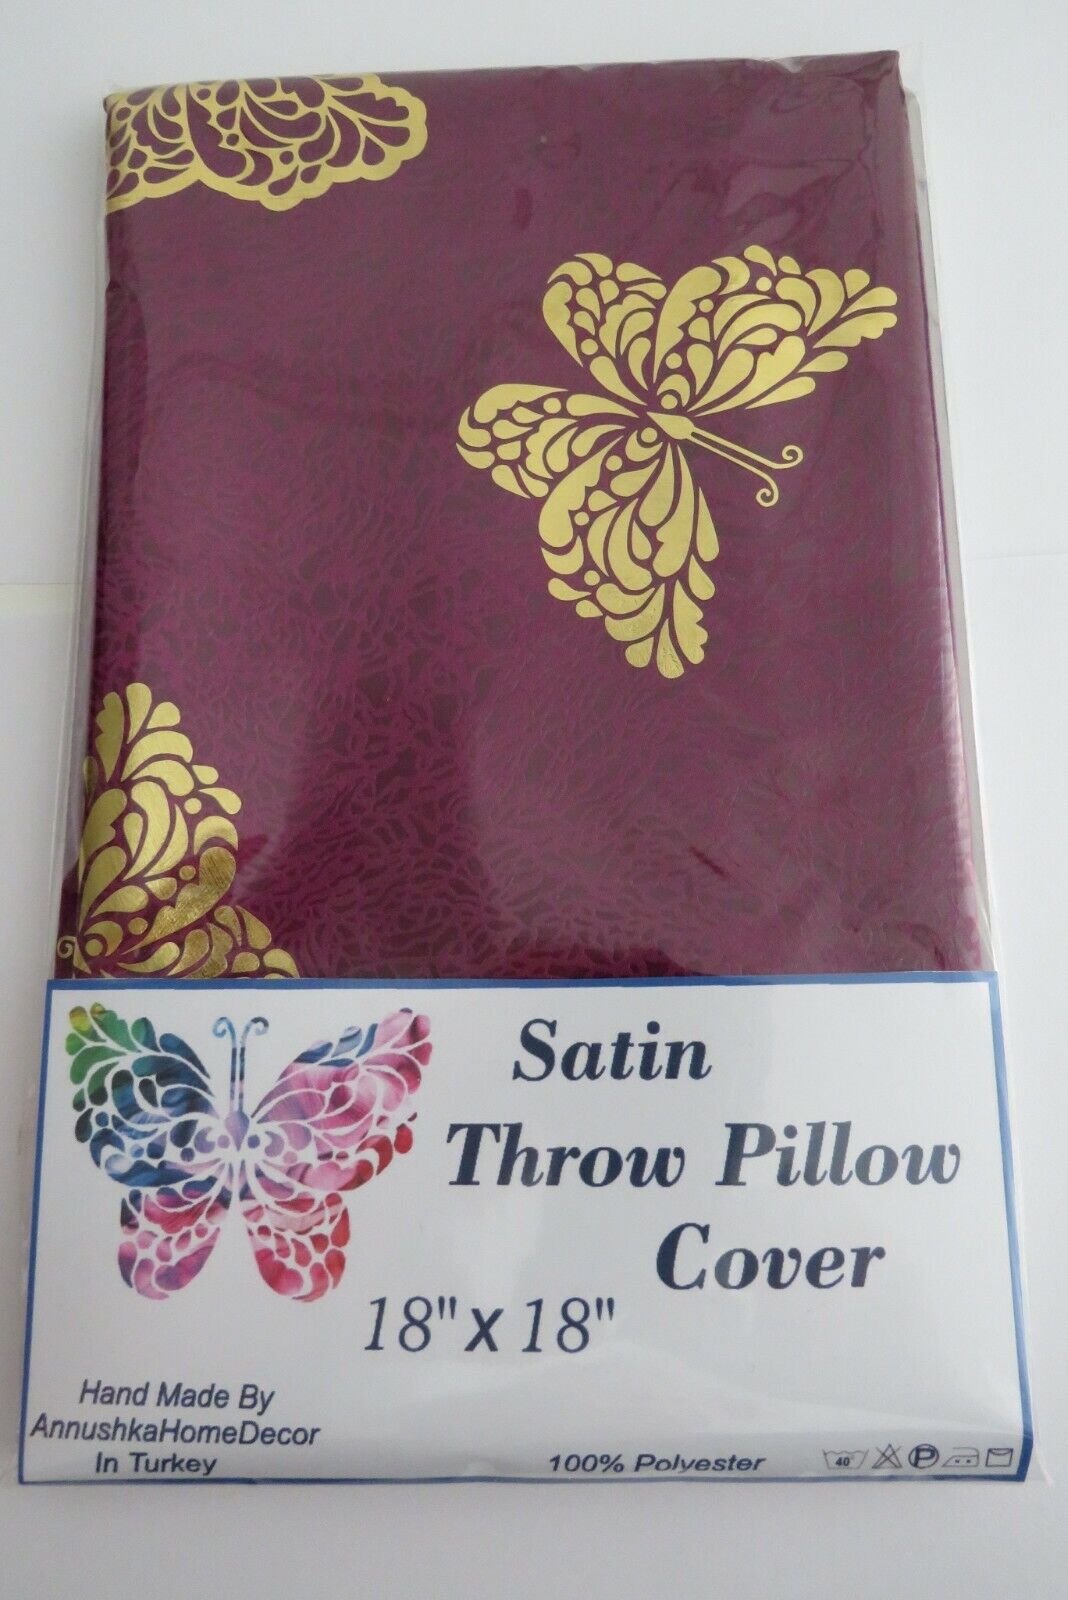 Satin
Throw Pillow
Cover
18" x 18"
Hand Made By
AnnushkaHomeDecor
In Turkey
100% Polyester
40°
P